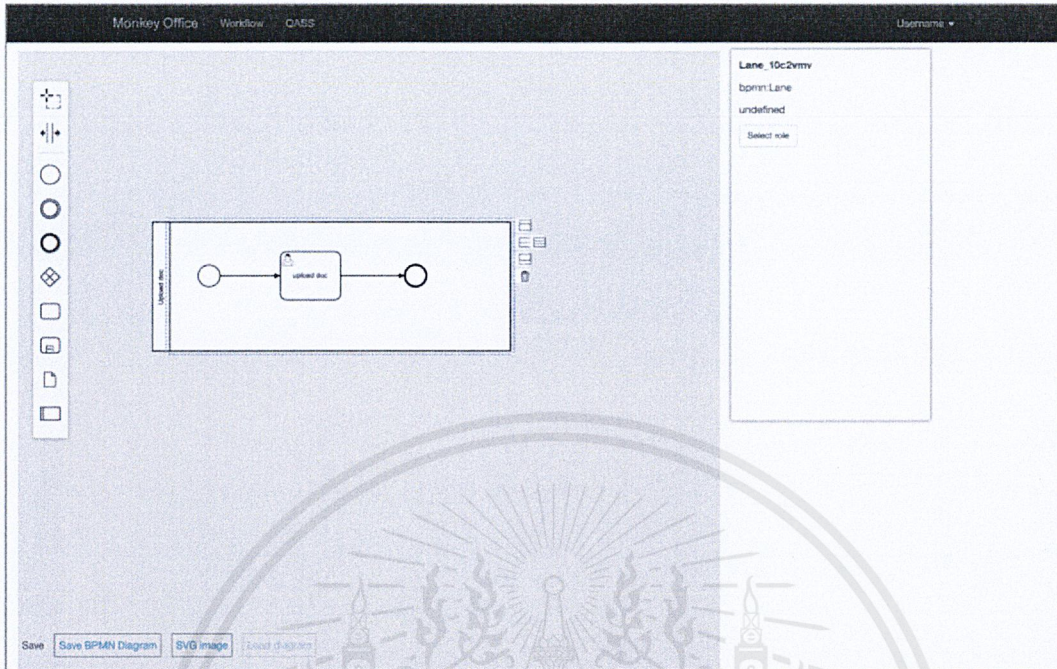 Monkey Office Workflow QASS Username
Lane_10c2vmv
bpmn:Lane
undefined
Select role
Upload doc
upload doc
Save Save BPMN Diagram SVG image Load diagram